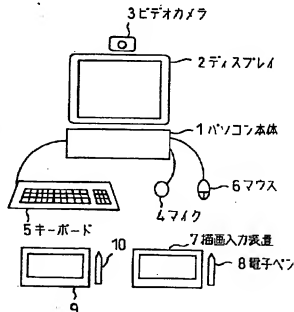 3 ビデオカメラ
2 ディスプレイ
1 パソコン本体
6 マウス
4 マイク
5 キーボード
7 描画入力装置
10
8 電子ペン
9